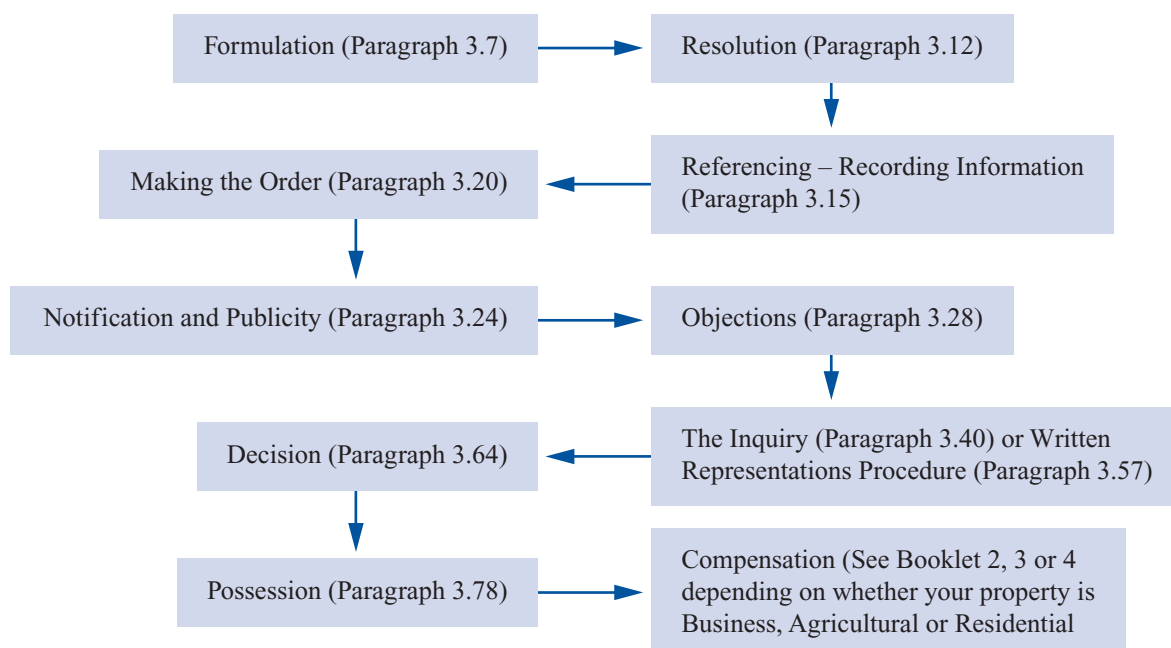 Formulation (Paragraph 3.7)
Resolution (Paragraph 3.12)
Referencing – Recording Information
(Paragraph 3.15)
Making the Order (Paragraph 3.20)
Notification and Publicity (Paragraph 3.24)
Objections (Paragraph 3.28)
The Inquiry (Paragraph 3.40) or Written
Representations Procedure (Paragraph 3.57)
Decision (Paragraph 3.64)
Possession (Paragraph 3.78)
Compensation (See Booklet 2, 3 or 4
depending on whether your property is
Business, Agricultural or Residential